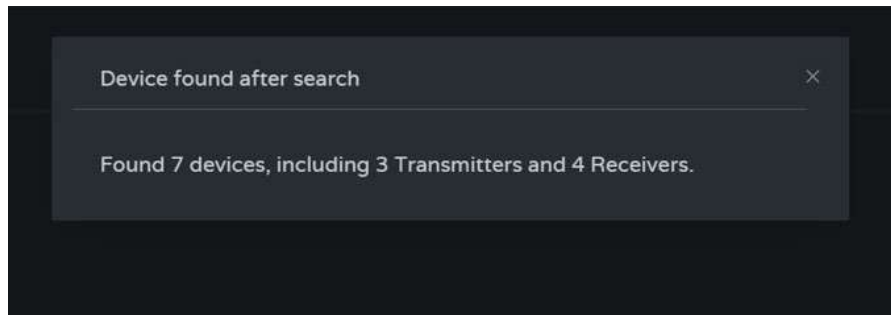 Device found after search
Found 7 devices, including 3 Transmitters and 4 Receivers.